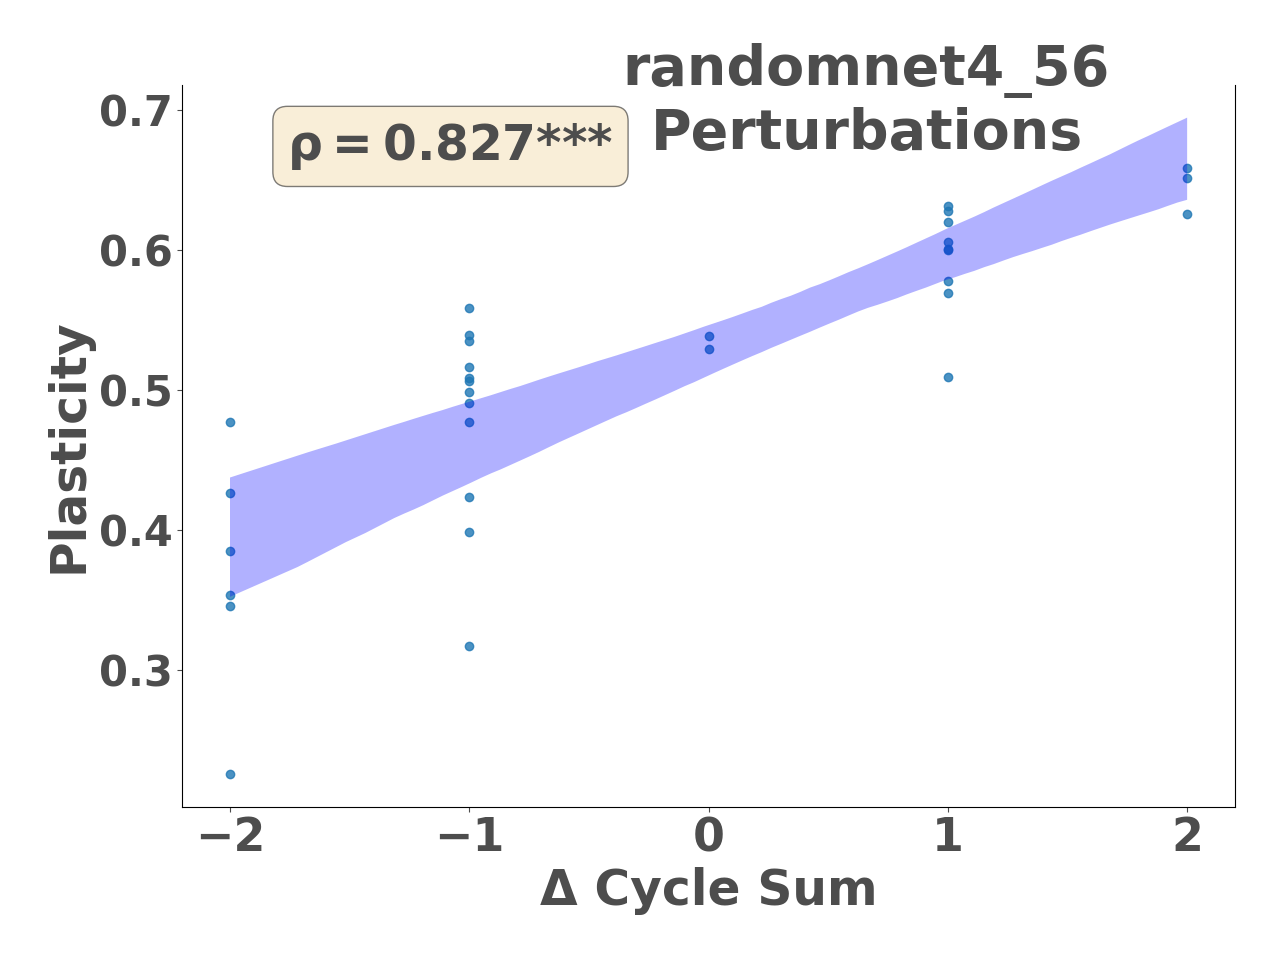 randomnet4_56
Perturbations
ρ = 0.827***
0.7
0.6
0.5
0.4
0.3
Plasticity
−2 −1 0 1 2
Δ Cycle Sum